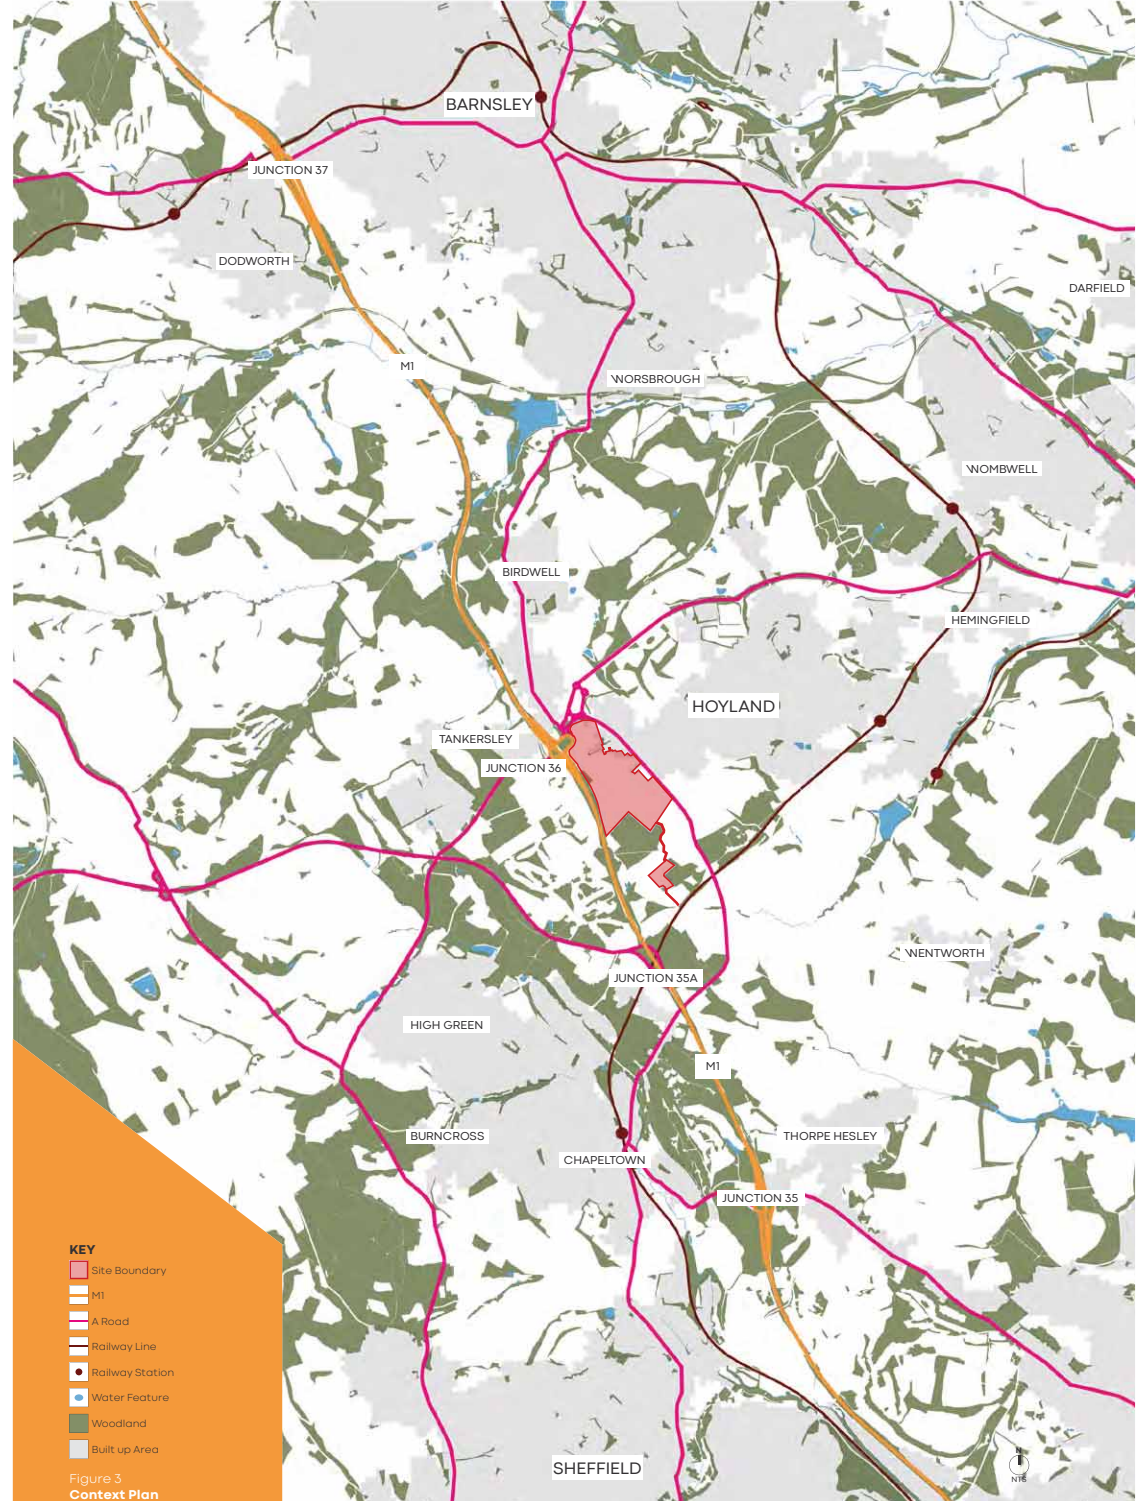 BARNSLEY
JUNCTION 37
DODWORTH
DARFIELD
M1
WORSBROUGH
WOMBWELL
BIRDWELL
HEMINGFIELD
HOYLAND
TANKERSLEY
JUNCTION 36
WENTWORTH
JUNCTION 35A
HIGH GREEN
M1
BURNCROSS
THORPE HESLEY
CHAPELTOWN
JUNCTION 35
SHEFFIELD
KEY
Site Boundary
M1
A Road
Railway Line
Railway Station
Water Feature
Woodland
Built up Area
Figure 3
Context Plan
N
NTS